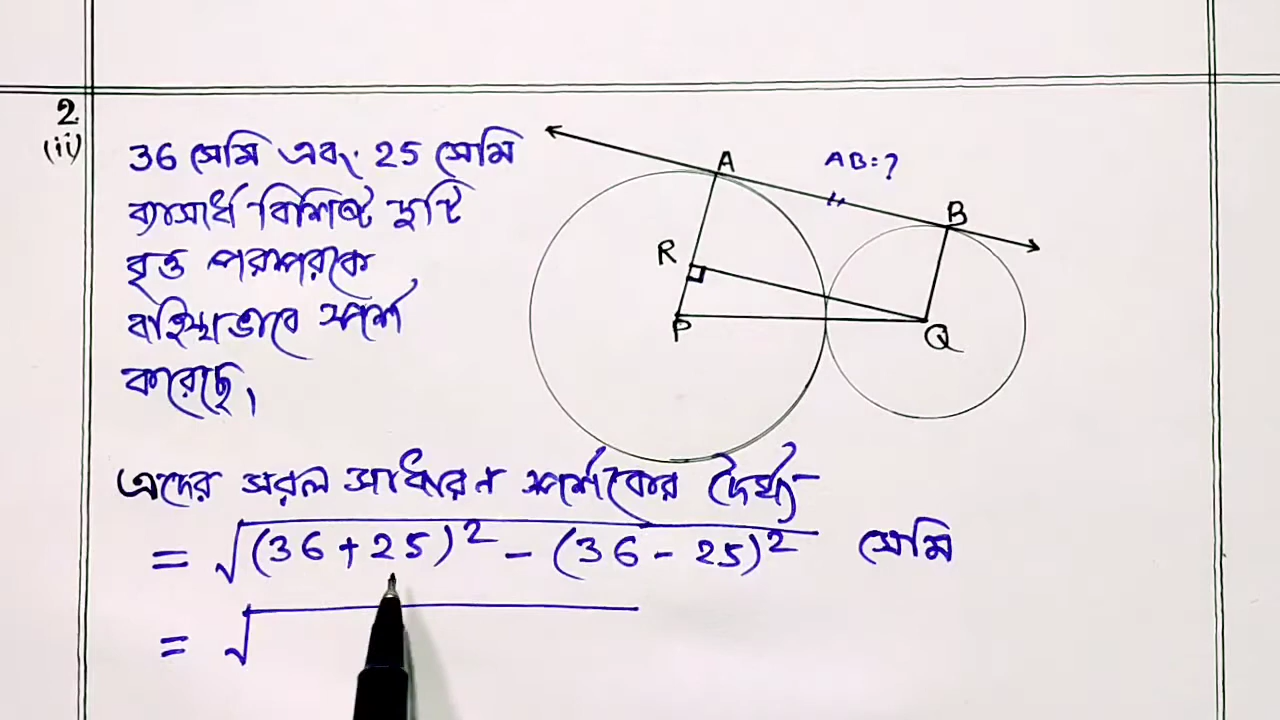 2.
(ii)
36 সেমি এবং 25 সেমি
ব্যাসার্ধ বিশিষ্ট দুটি
বৃত্ত পরস্পরকে
বহিস্থভাবে স্পর্শ
করেছে,
A
AB=?
B
R
P
Q
এদের সরল সাধারন স্পর্শকের দৈর্ঘ্য-
= √(36+25)² - (36-25)² সেমি
= √